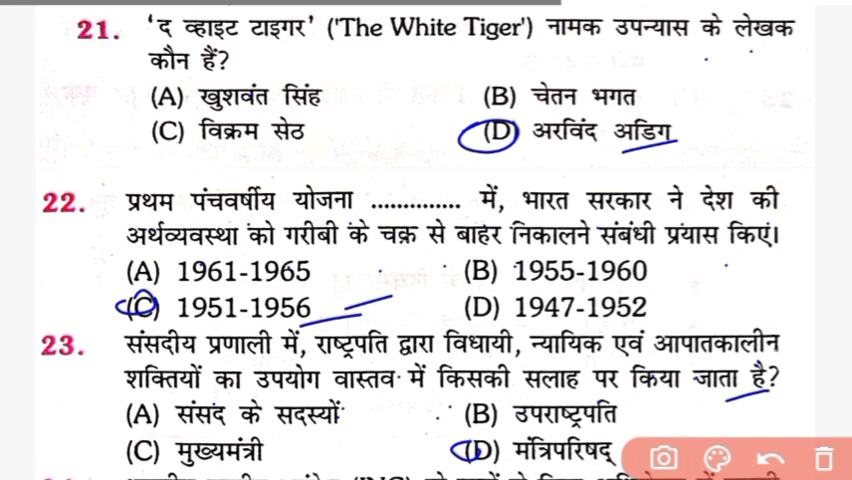 21. 'द व्हाइट टाइगर' ('The White Tiger') नामक उपन्यास के लेखक
कौन हैं?
(A) खुशवंत सिंह (B) चेतन भगत
(C) विक्रम सेठ (D) अरविंद अडिग
22. प्रथम पंचवर्षीय योजना .............. में, भारत सरकार ने देश की
अर्थव्यवस्था को गरीबी के चक्र से बाहर निकालने संबंधी प्रयास किए।
(A) 1961-1965 (B) 1955-1960
(C) 1951-1956 (D) 1947-1952
23. संसदीय प्रणाली में, राष्ट्रपति द्वारा विधायी, न्यायिक एवं आपातकालीन
शक्तियों का उपयोग वास्तव में किसकी सलाह पर किया जाता है?
(A) संसद के सदस्यों (B) उपराष्ट्रपति
(C) मुख्यमंत्री (D) मंत्रिपरिषद्